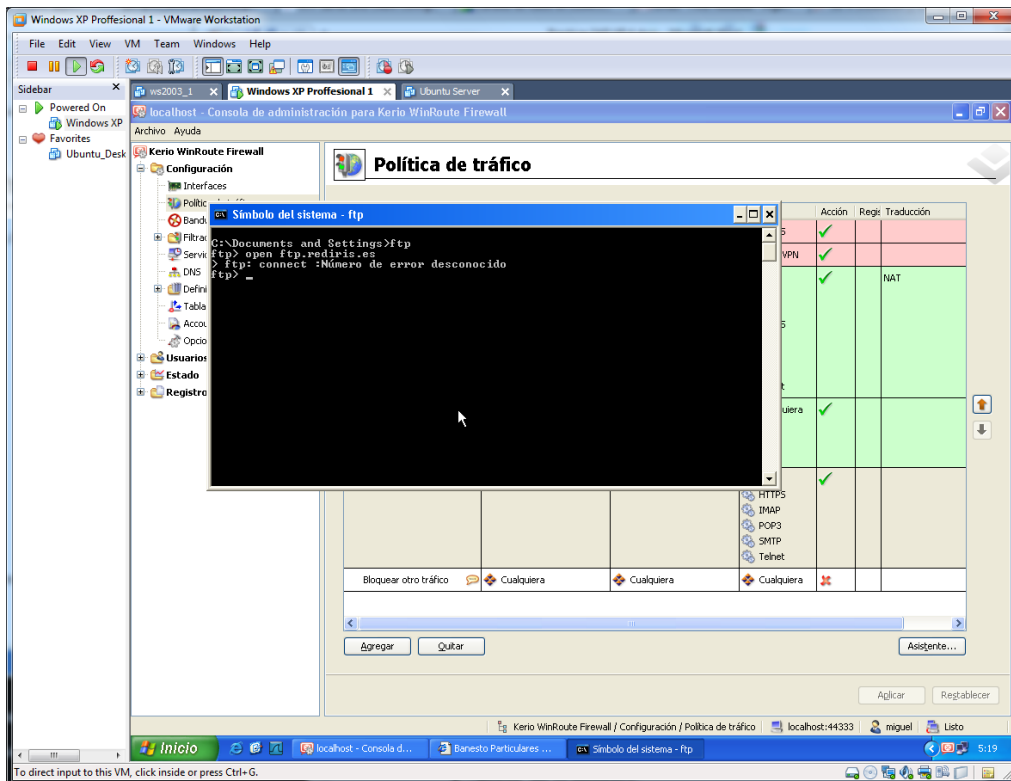 Windows XP Proffesional 1 - VMware Workstation
File Edit View VM Team Windows Help
Sidebar
Powered On
Windows XP
Favorites
Ubuntu_Desk
ws2003_1
Windows XP Proffesional 1
Ubuntu Server
localhost - Consola de administración para Kerio WinRoute Firewall
Archivo Ayuda
Kerio WinRoute Firewall
Configuración
Interfaces
Usuarios
Estado
Registro
Política de tráfico
Acción
Traducción
VPN
NAT
Símbolo del sistema - ftp
C:\Documents and Settings>ftp
ftp> open ftp.rediris.es
> ftp: connect :Número de error desconocido
ftp> _
HTTPS
IMAP
POP3
SMTP
Telnet
Bloquear otro tráfico Cualquiera Cualquiera Cualquiera
Agregar
Quitar
Asistente...
Aplicar
Restablecer
Kerio WinRoute Firewall / Configuración / Política de tráfico
localhost:44333
miguel
Listo
Inicio
localhost - Consola d...
Banesto Particulares ...
Símbolo del sistema - ftp
5:19
To direct input to this VM, click inside or press Ctrl+G.